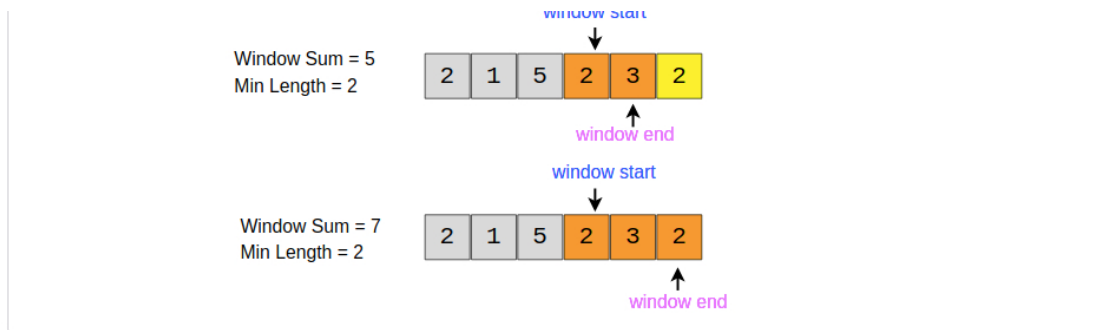 window start
Window Sum = 5
Min Length = 2
2 1 5 2 3 2
window end
window start
Window Sum = 7
Min Length = 2
2 1 5 2 3 2
window end